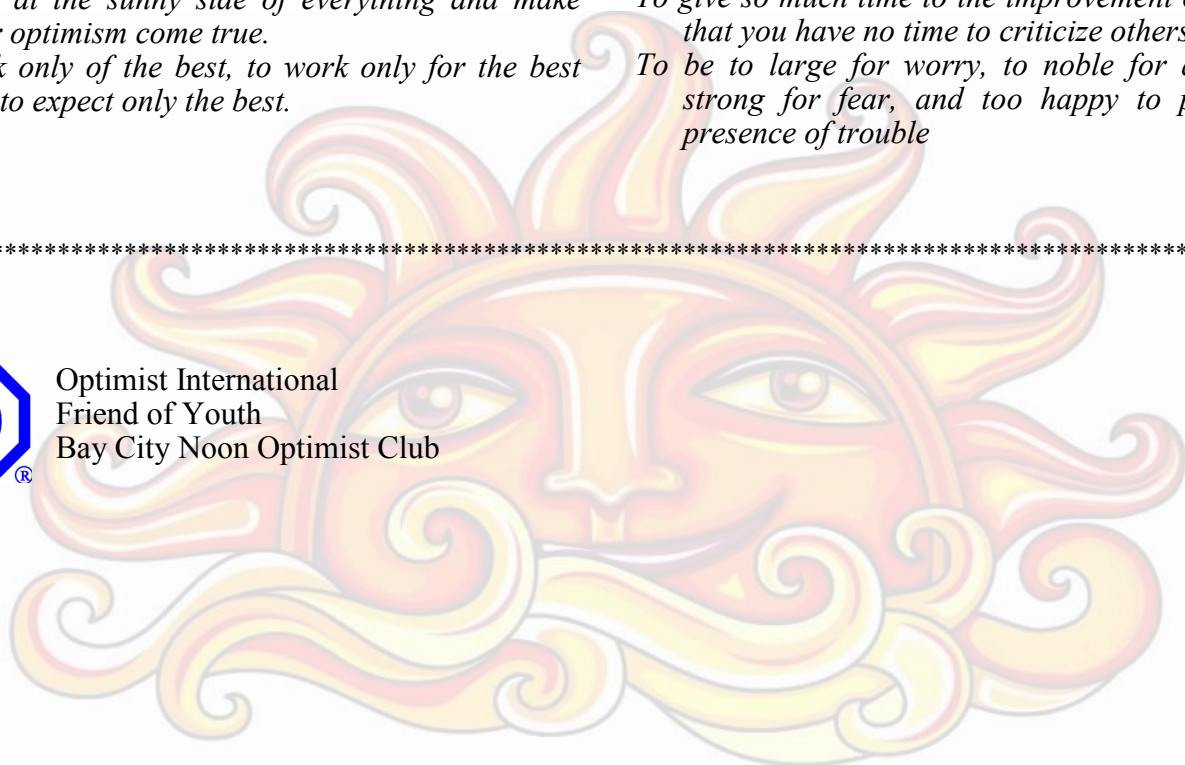 at the sunny side of everything and make
optimism come true.
only of the best, to work only for the best
to expect only the best.
To give so much time to the improvement
that you have no time to criticize others
To be to large for worry, to noble for
strong for fear, and too happy to
presence of trouble
********************************************************************************************
Optimist International
Friend of Youth
Bay City Noon Optimist Club
®